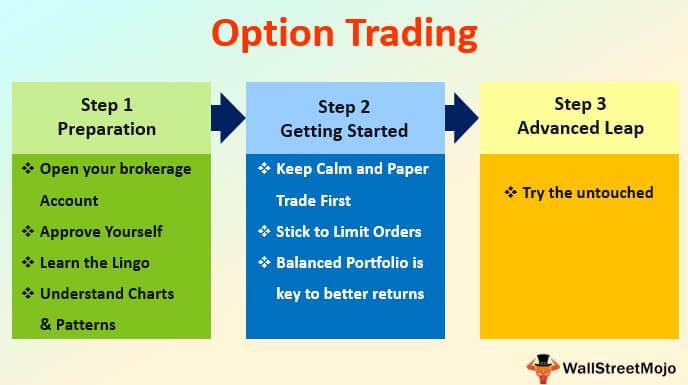 Option Trading
Step 1
Preparation
❖ Open your brokerage
Account
❖ Approve Yourself
❖ Learn the Lingo
❖ Understand Charts
& Patterns
Step 2
Getting Started
❖ Keep Calm and Paper
Trade First
❖ Stick to Limit Orders
❖ Balanced Portfolio is
key to better returns
Step 3
Advanced Leap
❖ Try the untouched
WallStreetMojo